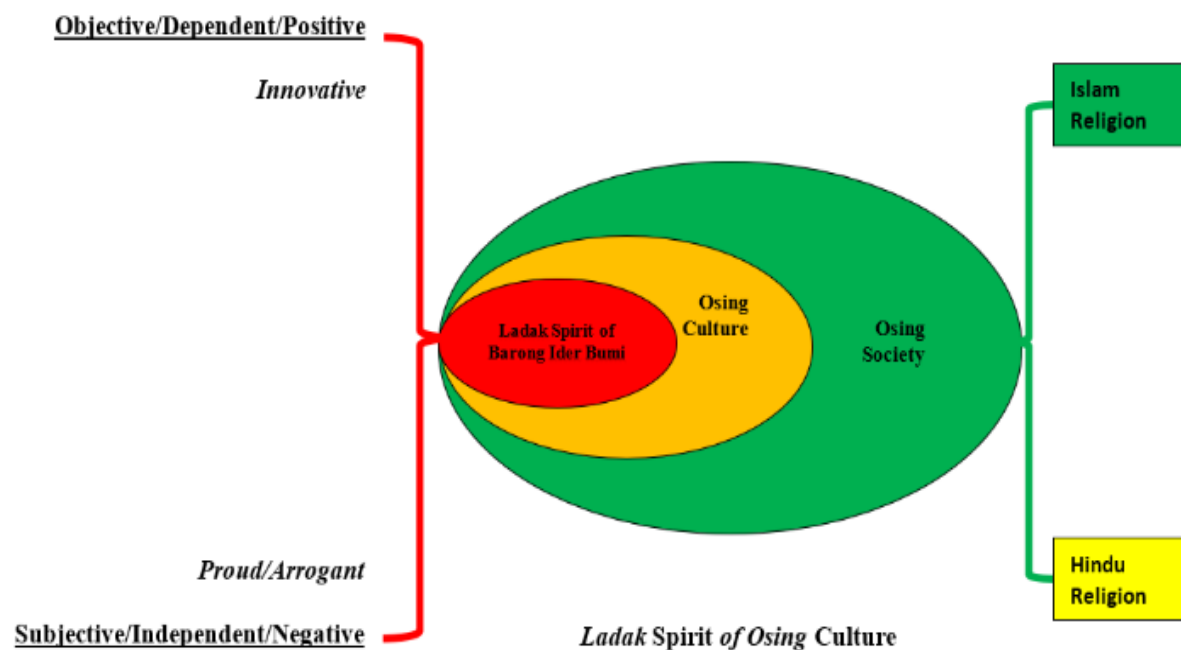 Objective/Dependent/Positive
Innovative
Islam
Religion
Osing
Culture
Osing
Society
Ladak Spirit of
Barong Ider Bumi
Proud/Arrogant
Hindu
Religion
Subjective/Independent/Negative
Ladak Spirit of Osing Culture